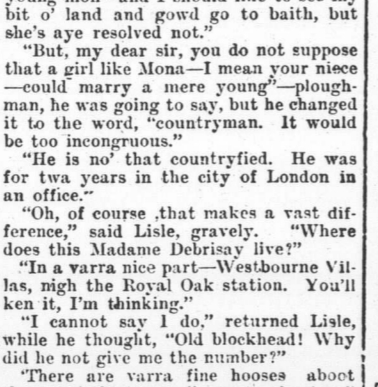 bit o' land and gowd go to baith, but
she's aye resolved not."
"But, my dear sir, you do not suppose
that a girl like Mona—I mean your niece
—could marry a mere young"—plough-
man, he was going to say, but he changed
it to the word, "countryman. It would
be too incongruous."
"He is no' that countryfied. He was
for twa years in the city of London in
an office."
"Oh, of course ,that makes a vast dif-
ference," said Lisle, gravely. "Where
does this Madame Debrisay live?"
"In a varra nice part—Westbourne Vil-
las, nigh the Royal Oak station. You'll
ken it, I'm thinking."
"I cannot say I do," returned Lisle,
while he thought, "Old blockhead! Why
did he not give me the number?"
'There are varra fine hooses aboot